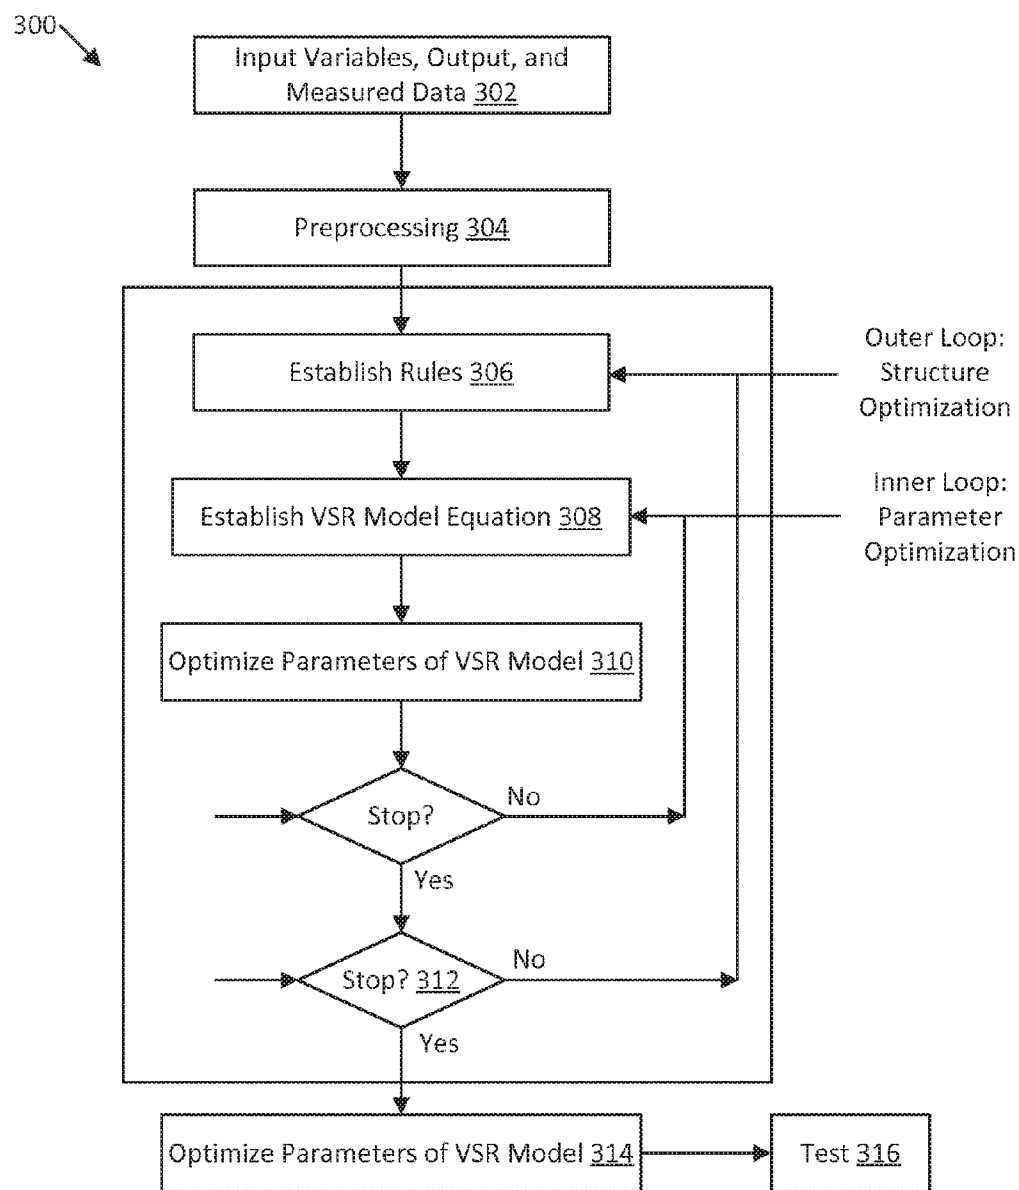 300
Input Variables, Output, and
Measured Data 302
Preprocessing 304
Establish Rules 306
Outer Loop:
Structure
Optimization
Establish VSR Model Equation 308
Inner Loop:
Parameter
Optimization
Optimize Parameters of VSR Model 310
Stop?
No
Yes
Stop? 312
No
Yes
Optimize Parameters of VSR Model 314
Test 316